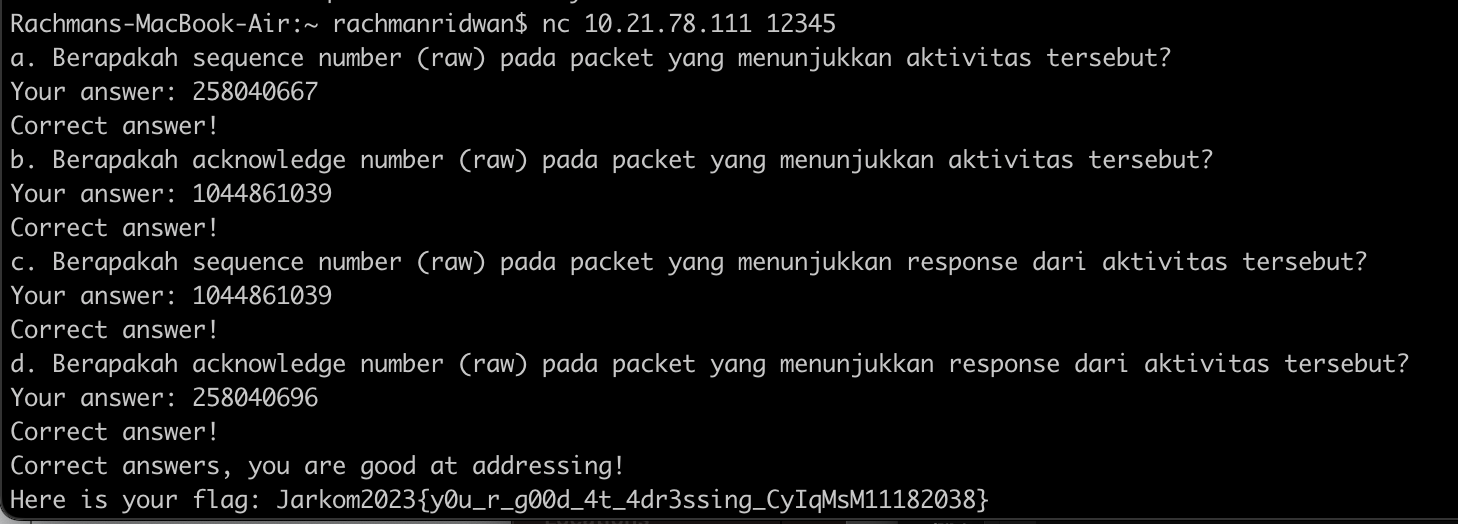 Rachmans-MacBook-Air:~ rachmanridwan$ nc 10.21.78.111 12345
a. Berapakah sequence number (raw) pada packet yang menunjukkan aktivitas tersebut?
Your answer: 258040667
Correct answer!
b. Berapakah acknowledge number (raw) pada packet yang menunjukkan aktivitas tersebut?
Your answer: 1044861039
Correct answer!
c. Berapakah sequence number (raw) pada packet yang menunjukkan response dari aktivitas tersebut?
Your answer: 1044861039
Correct answer!
d. Berapakah acknowledge number (raw) pada packet yang menunjukkan response dari aktivitas tersebut?
Your answer: 258040696
Correct answer!
Correct answers, you are good at addressing!
Here is your flag: Jarkom2023{y0u_r_g00d_4t_4dr3ssing_CyIqMsM11182038}